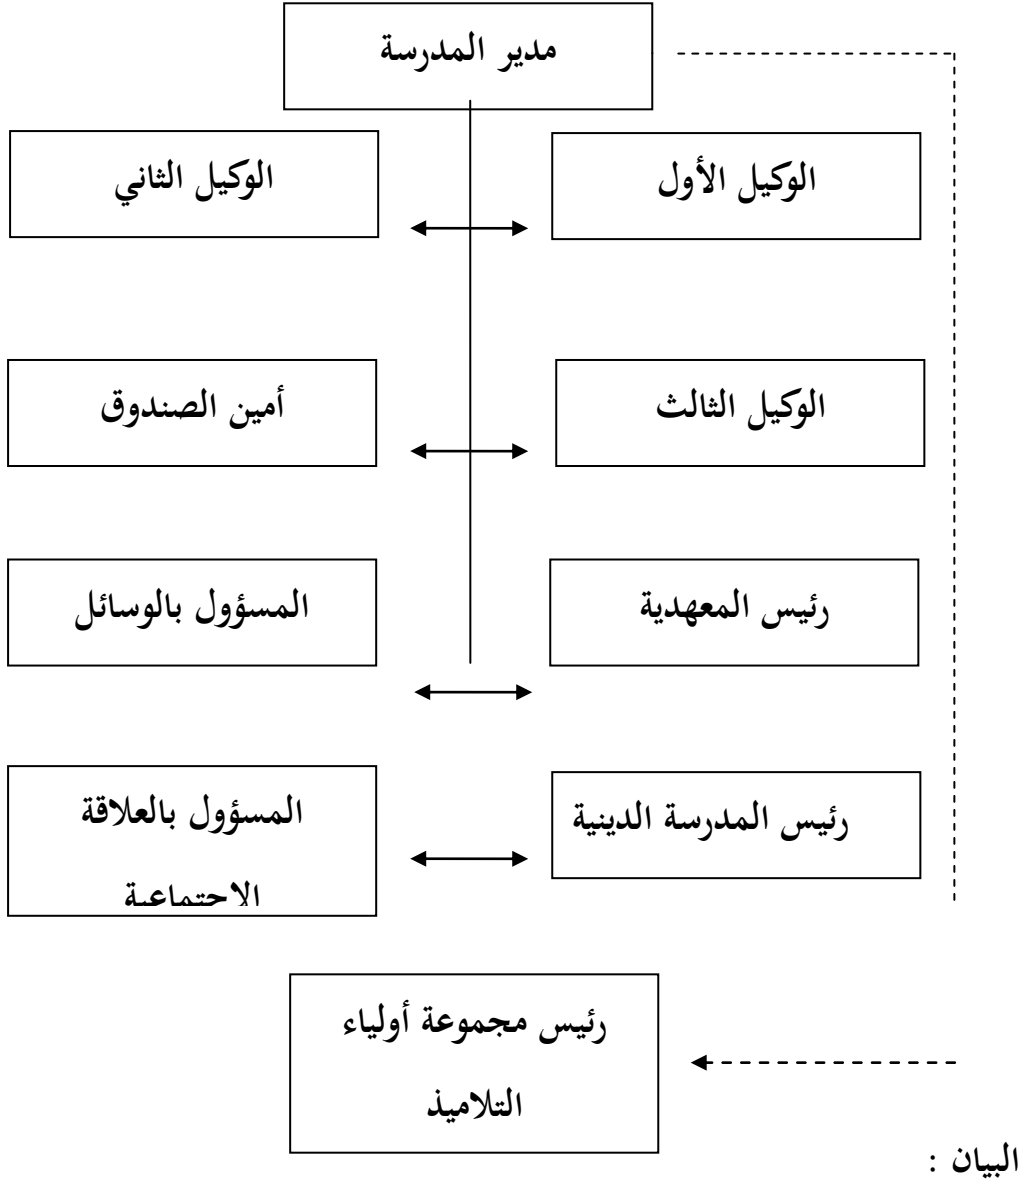 مدير المدرسة
الوكيل الأول
الوكيل الثاني
الوكيل الثالث
أمين الصندوق
رئيس المعهدية
المسؤول بالوسائل
رئيس المدرسة الدينية
المسؤول بالعلاقة
الاجتماعية
رئيس مجموعة أولياء
التلاميذ
البيان :